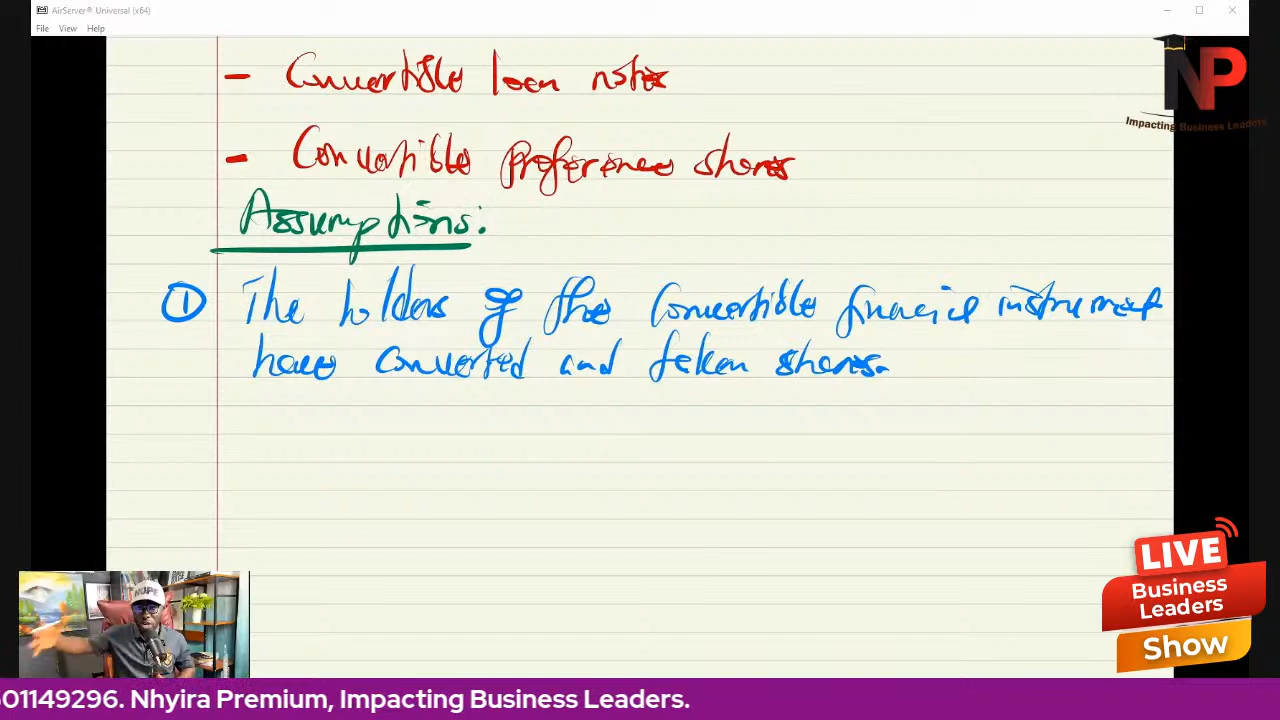 AirServer® Universal (x64)
File View Help
- Convertible loan notes
- Convertible preference shares
Assumptions:
① The holders of the Convertible financial instrument
have converted and taken shares.
NP
Impacting Business Leaders
LIVE
Business
Leaders
Show
01149296. Nhyira Premium, Impacting Business Leaders.